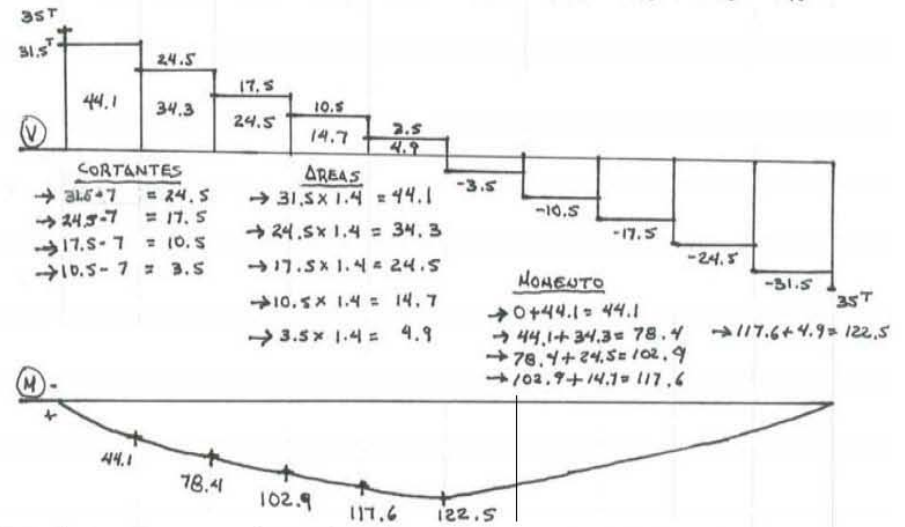 35T
31.5T
24.5
17.5
10.5
3.5
44.1
34.3
24.5
14.7
4.9
V
-3.5
-10.5
-17.5
-24.5
-31.5
35T
CORTANTES
→ 31.5-7 = 24.5
→ 24.5-7 = 17.5
→ 17.5-7 = 10.5
→ 10.5-7 = 3.5
ÁREAS
→ 31.5 x 1.4 = 44.1
→ 24.5 x 1.4 = 34.3
→ 17.5 x 1.4 = 24.5
→ 10.5 x 1.4 = 14.7
→ 3.5 x 1.4 = 4.9
MOMENTO
→ 0+44.1 = 44.1
→ 44.1+34.3 = 78.4
→ 78.4+24.5 = 102.9
→ 102.9+14.7 = 117.6
→ 117.6+4.9 = 122.5
M -
+
44.1
78.4
102.9
117.6
122.5